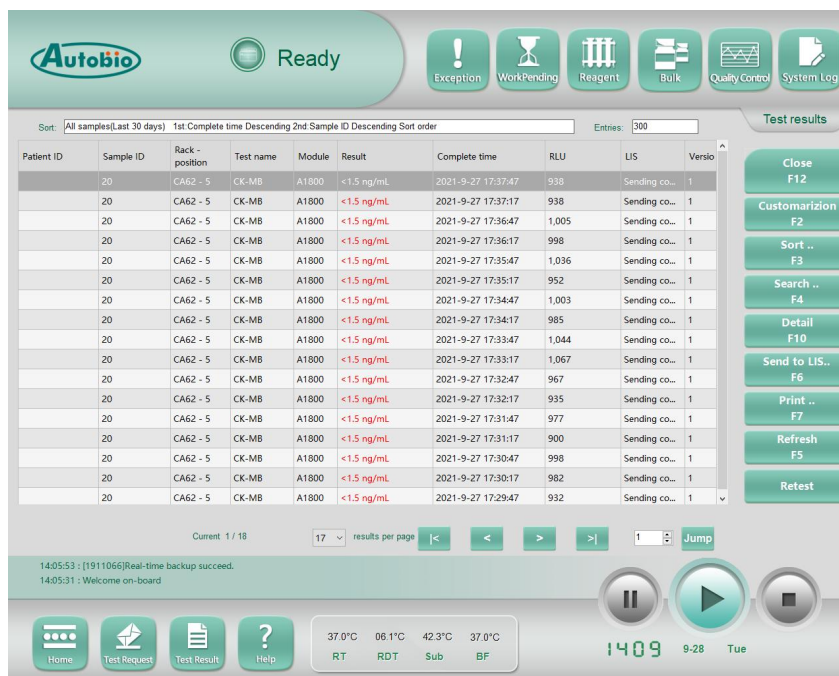 Autobio
Ready
Exception
WorkPending
Reagent
Bulk
Quality Control
System Log
Sort: All samples(Last 30 days) 1st:Complete time Descending 2nd:Sample ID Descending Sort order
Entries: 300
Test results
Patient ID Sample ID Rack - position Test name Module Result Complete time RLU LIS Versio
20 CA62 - 5 CK-MB A1800 <1.5 ng/mL 2021-9-27 17:37:47 938 Sending co... 1
20 CA62 - 5 CK-MB A1800 <1.5 ng/mL 2021-9-27 17:37:17 938 Sending co... 1
20 CA62 - 5 CK-MB A1800 <1.5 ng/mL 2021-9-27 17:36:47 1,005 Sending co... 1
20 CA62 - 5 CK-MB A1800 <1.5 ng/mL 2021-9-27 17:36:17 998 Sending co... 1
20 CA62 - 5 CK-MB A1800 <1.5 ng/mL 2021-9-27 17:35:47 1,036 Sending co... 1
20 CA62 - 5 CK-MB A1800 <1.5 ng/mL 2021-9-27 17:35:17 952 Sending co... 1
20 CA62 - 5 CK-MB A1800 <1.5 ng/mL 2021-9-27 17:34:47 1,003 Sending co... 1
20 CA62 - 5 CK-MB A1800 <1.5 ng/mL 2021-9-27 17:34:17 985 Sending co... 1
20 CA62 - 5 CK-MB A1800 <1.5 ng/mL 2021-9-27 17:33:47 1,044 Sending co... 1
20 CA62 - 5 CK-MB A1800 <1.5 ng/mL 2021-9-27 17:33:17 1,067 Sending co... 1
20 CA62 - 5 CK-MB A1800 <1.5 ng/mL 2021-9-27 17:32:47 967 Sending co... 1
20 CA62 - 5 CK-MB A1800 <1.5 ng/mL 2021-9-27 17:32:17 935 Sending co... 1
20 CA62 - 5 CK-MB A1800 <1.5 ng/mL 2021-9-27 17:31:47 977 Sending co... 1
20 CA62 - 5 CK-MB A1800 <1.5 ng/mL 2021-9-27 17:31:17 900 Sending co... 1
20 CA62 - 5 CK-MB A1800 <1.5 ng/mL 2021-9-27 17:30:47 998 Sending co... 1
20 CA62 - 5 CK-MB A1800 <1.5 ng/mL 2021-9-27 17:30:17 982 Sending co... 1
20 CA62 - 5 CK-MB A1800 <1.5 ng/mL 2021-9-27 17:29:47 932 Sending co... 1
Close
F12
Customarizion
F2
Sort ..
F3
Search ..
F4
Detail
F10
Send to LIS..
F6
Print ..
F7
Refresh
F5
Retest
Current 1 / 18 17 results per page |< < > >| 1 Jump
14:05:53 : [1911066]Real-time backup succeed.
14:05:31 : Welcome on-board
Home
Test Request
Test Result
?
Help
37.0°C 06.1°C 42.3°C 37.0°C
RT RDT Sub BF
1409 9-28 Tue